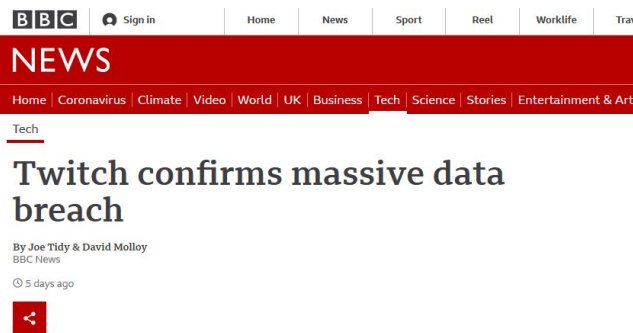 BBC Sign in Home News Sport Reel Worklife
NEWS
Home Coronavirus Climate Video World UK Business Tech Science Stories Entertainment &
Tech
Twitch confirms massive data
breach
By Joe Tidy & David Molloy
BBC News
5 days ago